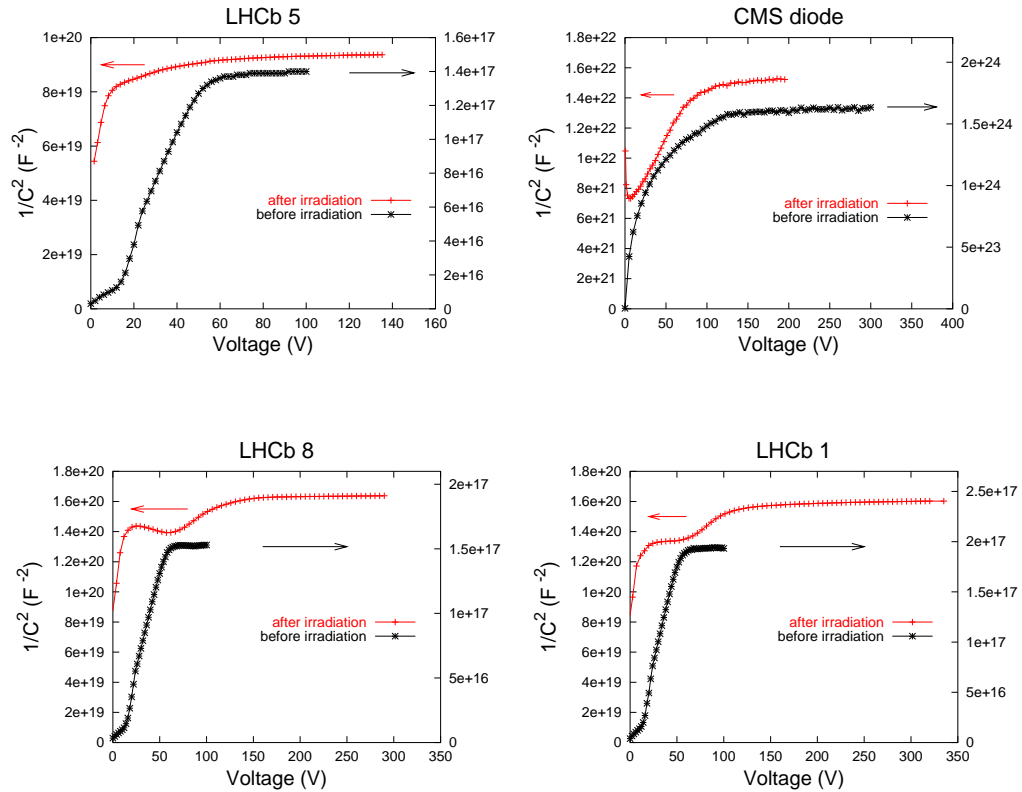 LHCb 5
1/C^2 (F^-2)
1e+20
8e+19
6e+19
4e+19
2e+19
0
1.6e+17
1.4e+17
1.2e+17
1e+17
8e+16
6e+16
4e+16
2e+16
0
after irradiation
before irradiation
0 20 40 60 80 100 120 140 160
Voltage (V)
CMS diode
1/C^2 (F^-2)
1.8e+22
1.6e+22
1.4e+22
1.2e+22
1e+22
8e+21
6e+21
4e+21
2e+21
0
2e+24
1.5e+24
1e+24
5e+23
0
after irradiation
before irradiation
0 50 100 150 200 250 300 350 400
Voltage (V)
LHCb 8
1/C^2 (F^-2)
1.8e+20
1.6e+20
1.4e+20
1.2e+20
1e+20
8e+19
6e+19
4e+19
2e+19
0
2e+17
1.5e+17
1e+17
5e+16
0
after irradiation
before irradiation
0 50 100 150 200 250 300 350
Voltage (V)
LHCb 1
1/C^2 (F^-2)
1.8e+20
1.6e+20
1.4e+20
1.2e+20
1e+20
8e+19
6e+19
4e+19
2e+19
0
2.5e+17
2e+17
1.5e+17
1e+17
5e+16
0
after irradiation
before irradiation
0 50 100 150 200 250 300 350
Voltage (V)